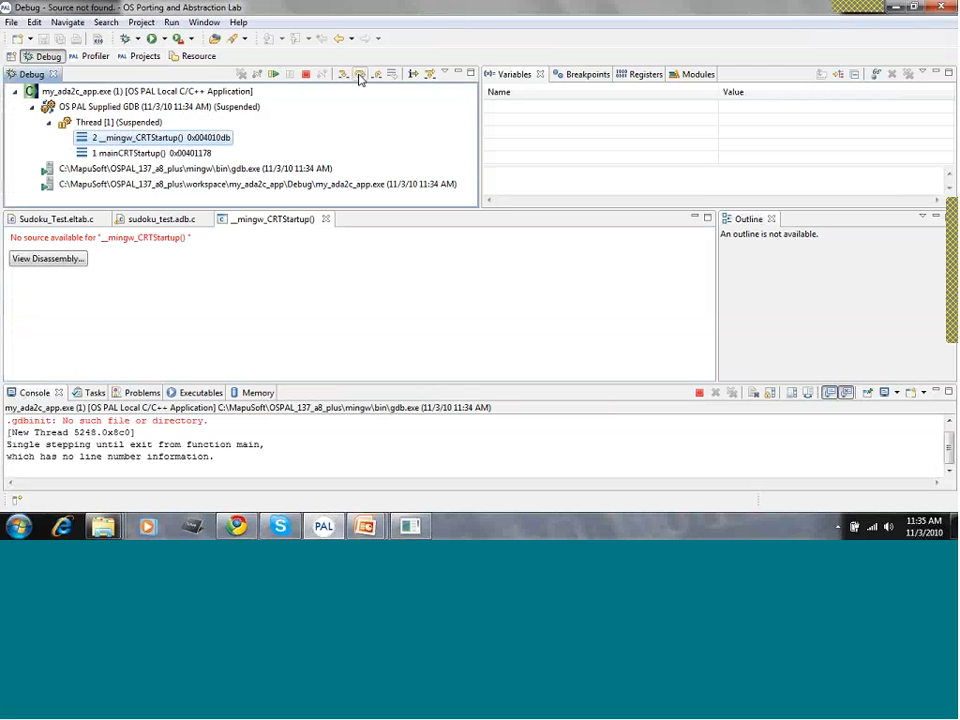 PAL Debug - Source not found. - OS Porting and Abstraction Lab
File Edit Navigate Search Project Run Window Help
Debug Profiler Projects Resource
Debug
my_ada2c_app.exe (1) [OS PAL Local C/C++ Application]
OS PAL Supplied GDB (11/3/10 11:34 AM) (Suspended)
Thread [1] (Suspended)
2 __mingw_CRTStartup() 0x004010db
1 mainCRTStartup() 0x00401178
C:\MapuSoft\OSPAL_137_a8_plus\mingw\bin\gdb.exe (11/3/10 11:34 AM)
C:\MapuSoft\OSPAL_137_a8_plus\workspace\my_ada2c_app\Debug\my_ada2c_app.exe (11/3/10 11:34 AM)
Variables Breakpoints Registers Modules
Name Value
Sudoku_Test.eltab.c sudoku_test.adb.c __mingw_CRTStartup()
No source available for "__mingw_CRTStartup() "
View Disassembly...
Outline
An outline is not available.
Console Tasks Problems Executables Memory
my_ada2c_app.exe (1) [OS PAL Local C/C++ Application] C:\MapuSoft\OSPAL_137_a8_plus\mingw\bin\gdb.exe (11/3/10 11:34 AM)
.gdbinit: No such file or directory.
[New Thread 5248.0x8c0]
Single stepping until exit from function main,
which has no line number information.
PAL
11:35 AM
11/3/2010